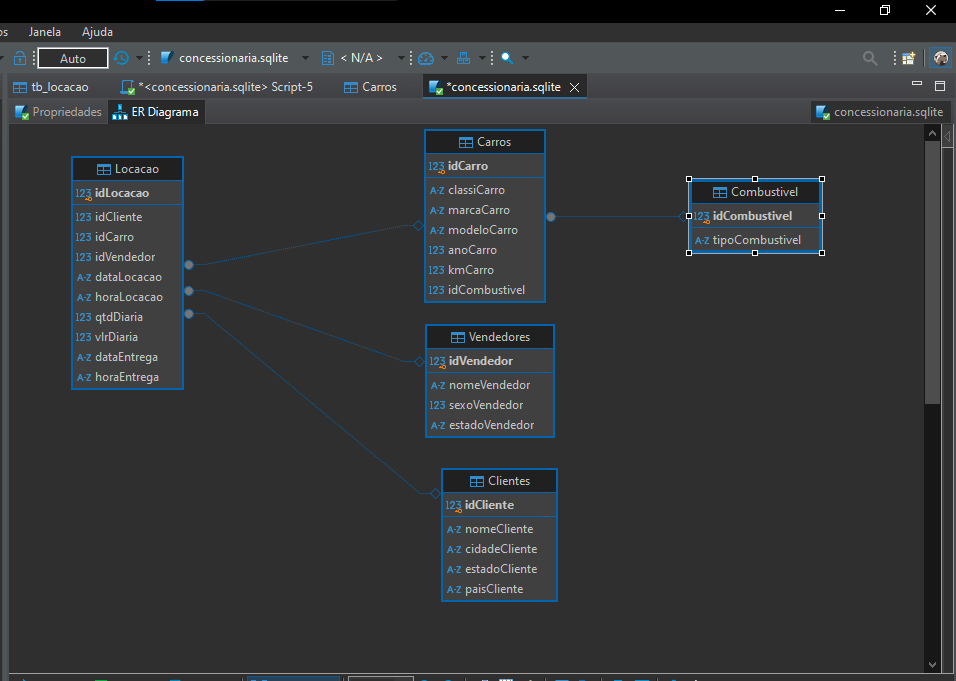 os Janela Ajuda
Auto concessionaria.sqlite < N/A >
tb_locacao *<concessionaria.sqlite> Script-5 Carros *concessionaria.sqlite
Propriedades ER Diagrama concessionaria.sqlite
Locacao
123 idLocacao
123 idCliente
123 idCarro
123 idVendedor
A-Z dataLocacao
A-Z horaLocacao
123 qtdDiaria
123 vlrDiaria
A-Z dataEntrega
A-Z horaEntrega
Carros
123 idCarro
A-Z classiCarro
A-Z marcaCarro
A-Z modeloCarro
123 anoCarro
123 kmCarro
123 idCombustivel
Combustivel
123 idCombustivel
A-Z tipoCombustivel
Vendedores
123 idVendedor
A-Z nomeVendedor
123 sexoVendedor
A-Z estadoVendedor
Clientes
123 idCliente
A-Z nomeCliente
A-Z cidadeCliente
A-Z estadoCliente
A-Z paisCliente